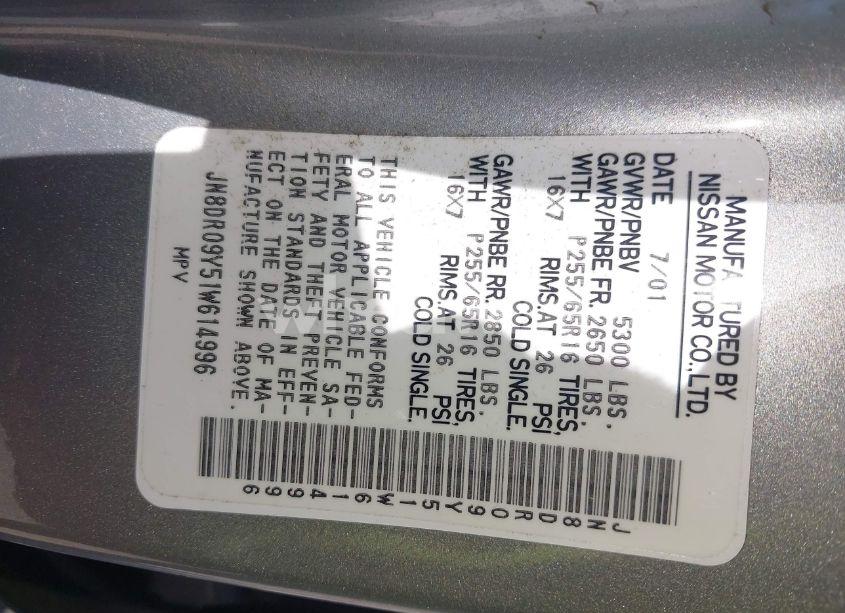 MANUFA TURED BY
NISSAN MOTOR CO.,LTD.
DATE 7/01
GVWR/PNBV 5300 LBS.
GAWR/PNBE FR. 2650 LBS.
WITH P255/65R16 TIRES,
16X7 RIMS.AT 26 PSI
COLD SINGLE.
GAWR/PNBE RR. 2850 LBS.
WITH P255/65R16 TIRES,
16X7 RIMS.AT 26 PSI
COLD SINGLE.
THIS VEHICLE CONFORMS
TO ALL APPLICABLE FED-
ERAL MOTOR VEHICLE SA-
FETY AND THEFT PREVEN-
TION STANDARDS IN EFF-
ECT ON THE DATE OF MA-
NUFACTURE SHOWN ABOVE.
JN8DR09Y51W614996
MPV
JN8DR09Y51W614996